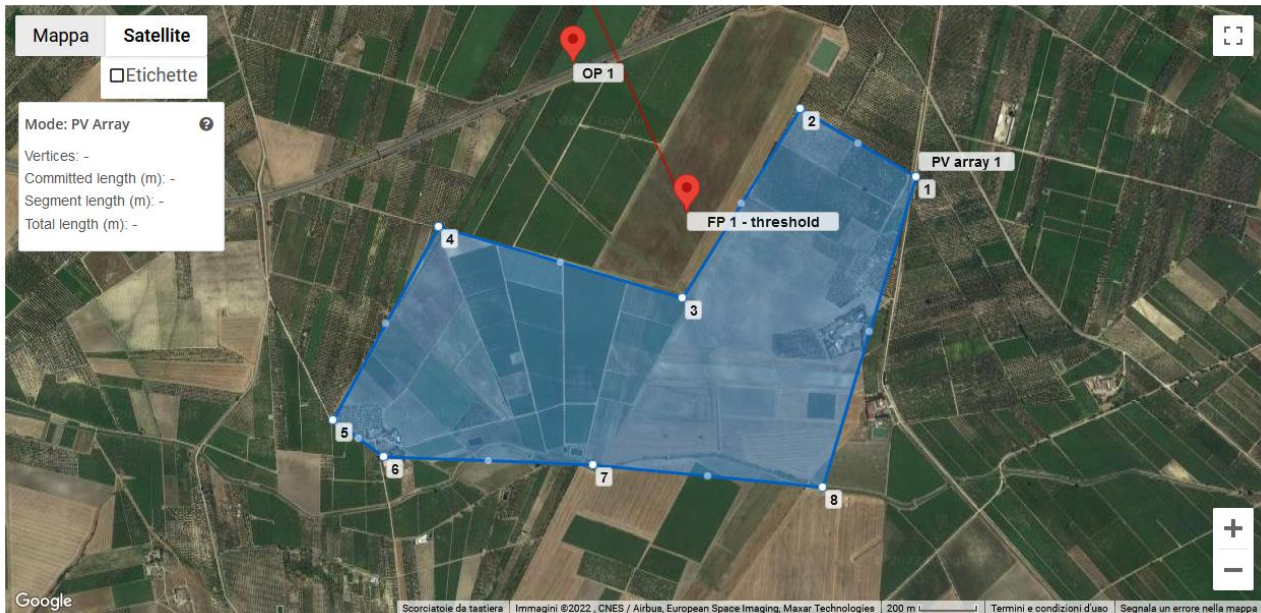 Mappa Satellite
Etichette
Mode: PV Array
Vertices: -
Committed length (m): -
Segment length (m): -
Total length (m): -
OP 1
2
PV array 1
1
FP 1 - threshold
4
3
5
6
7
8
Google
Scorciatoie da tastiera Immagini ©2022 , CNES / Airbus, European Space Imaging, Maxar Technologies 200 m Termini e condizioni d'uso Segnala un errore nella mappa